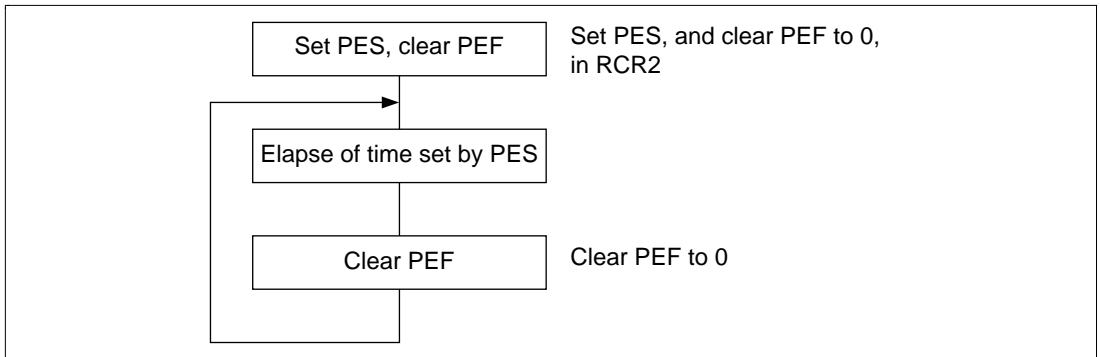 Set PES, clear PEF
Set PES, and clear PEF to 0,
in RCR2
Elapse of time set by PES
Clear PEF
Clear PEF to 0